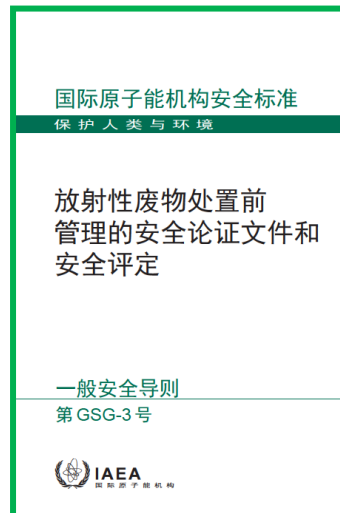 国际原子能机构安全标准
保护人类与环境
放射性废物处置前
管理的安全论证文件和
安全评定
一般安全导则
第 GSG-3 号
IAEA
国际原子能机构